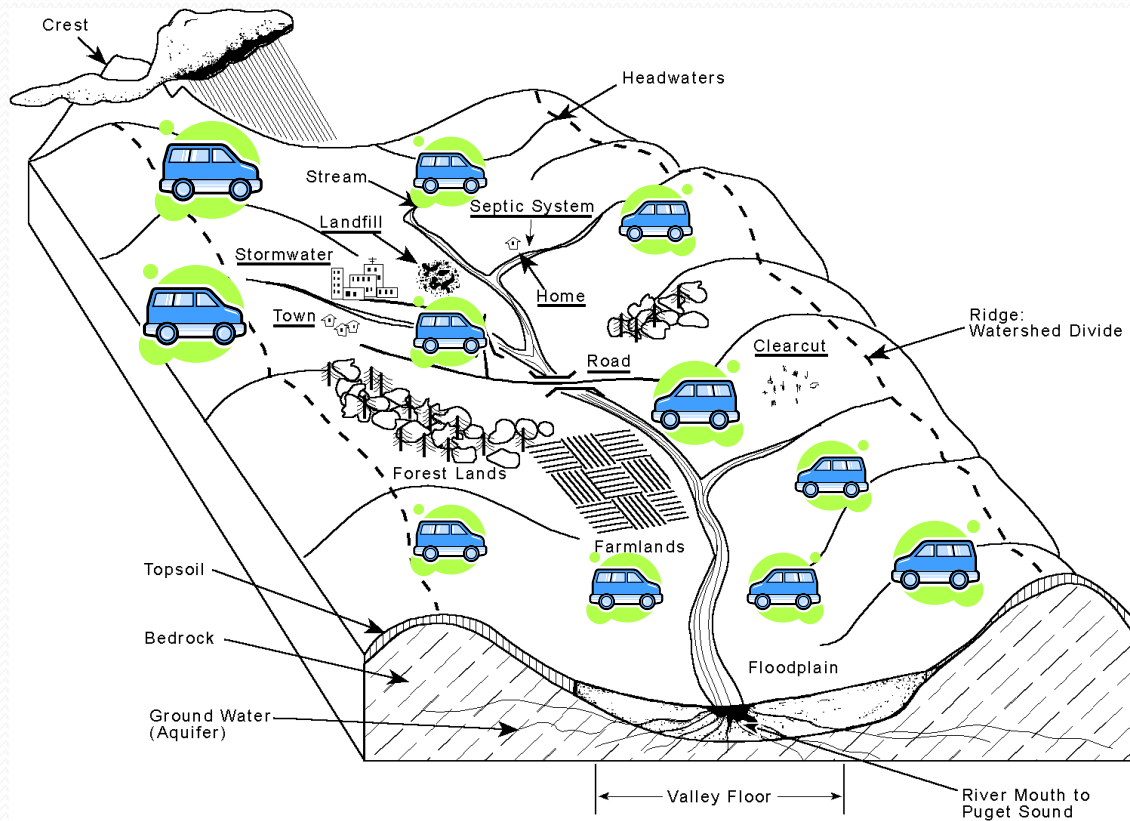 Crest
Headwaters
Stream
Septic System
Landfill
Stormwater
Home
Town
Ridge:
Watershed Divide
Road
Clearcut
Forest Lands
Farmlands
Topsoil
Bedrock
Floodplain
Ground Water
(Aquifer)
Valley Floor
River Mouth to
Puget Sound